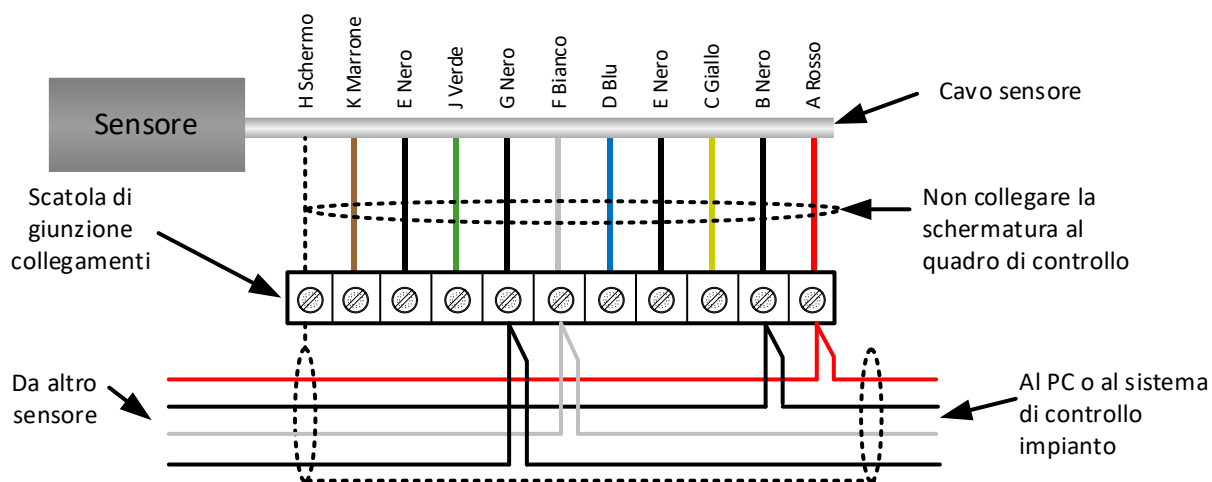 H Schermo
K Marrone
E Nero
J Verde
G Nero
F Bianco
D Blu
E Nero
C Giallo
B Nero
A Rosso
Sensore
Cavo sensore
Scatola di
giunzione
collegamenti
Non collegare la
schermatura al
quadro di controllo
Da altro
sensore
Al PC o al sistema
di controllo
impianto